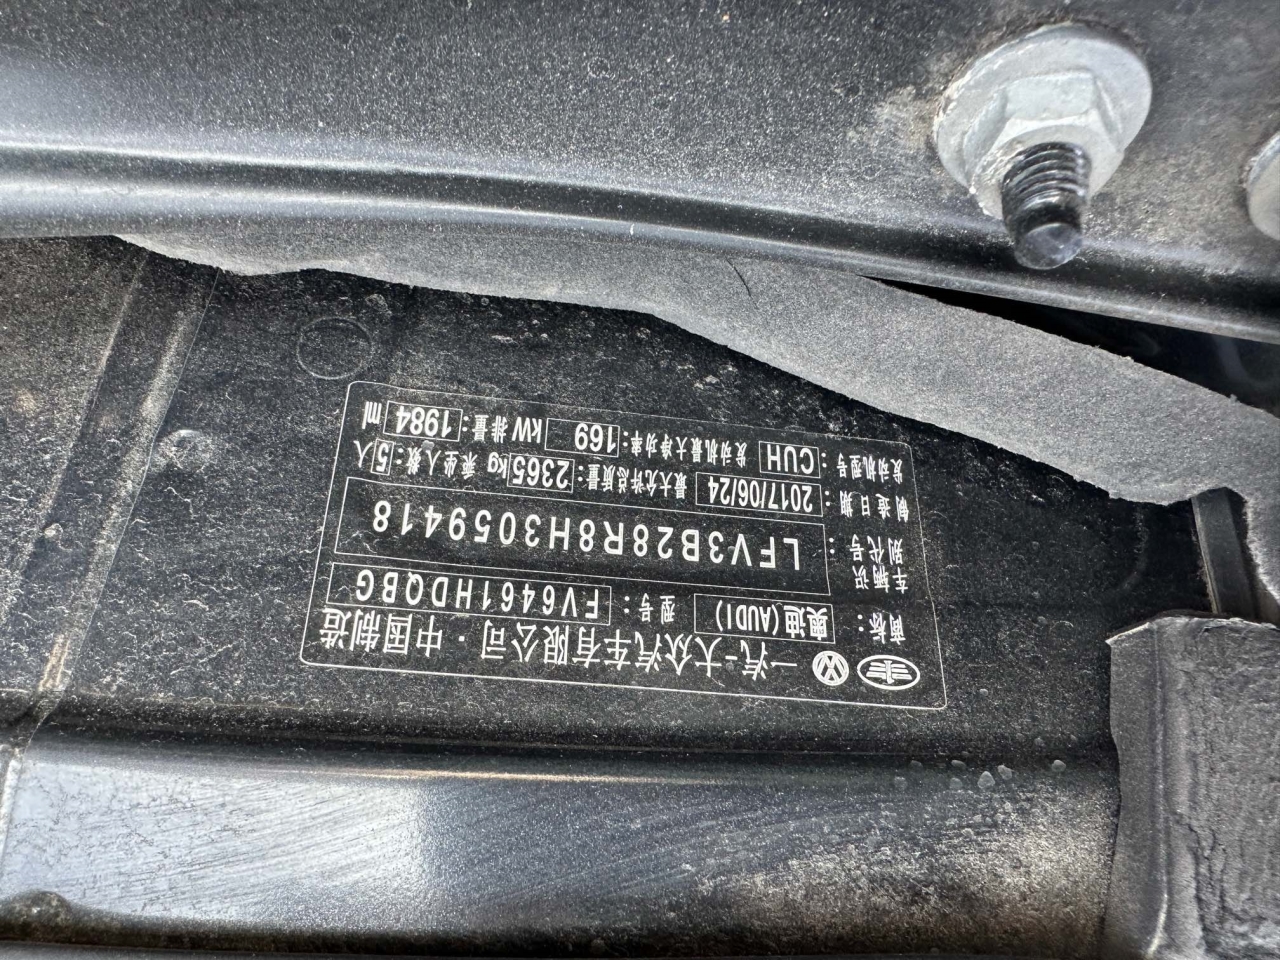 一汽-大众汽车有限公司·中国制造
商标：奥迪(AUDI) 型号：FV6461HDQBG
车辆识别代号：LFV3B28R8H3059418
制造日期：2017/06/24 最大允许总质量：2365kg 乘坐人数：5人
发动机型号：CUH 发动机最大净功率：169 kW 排量：1984 ml